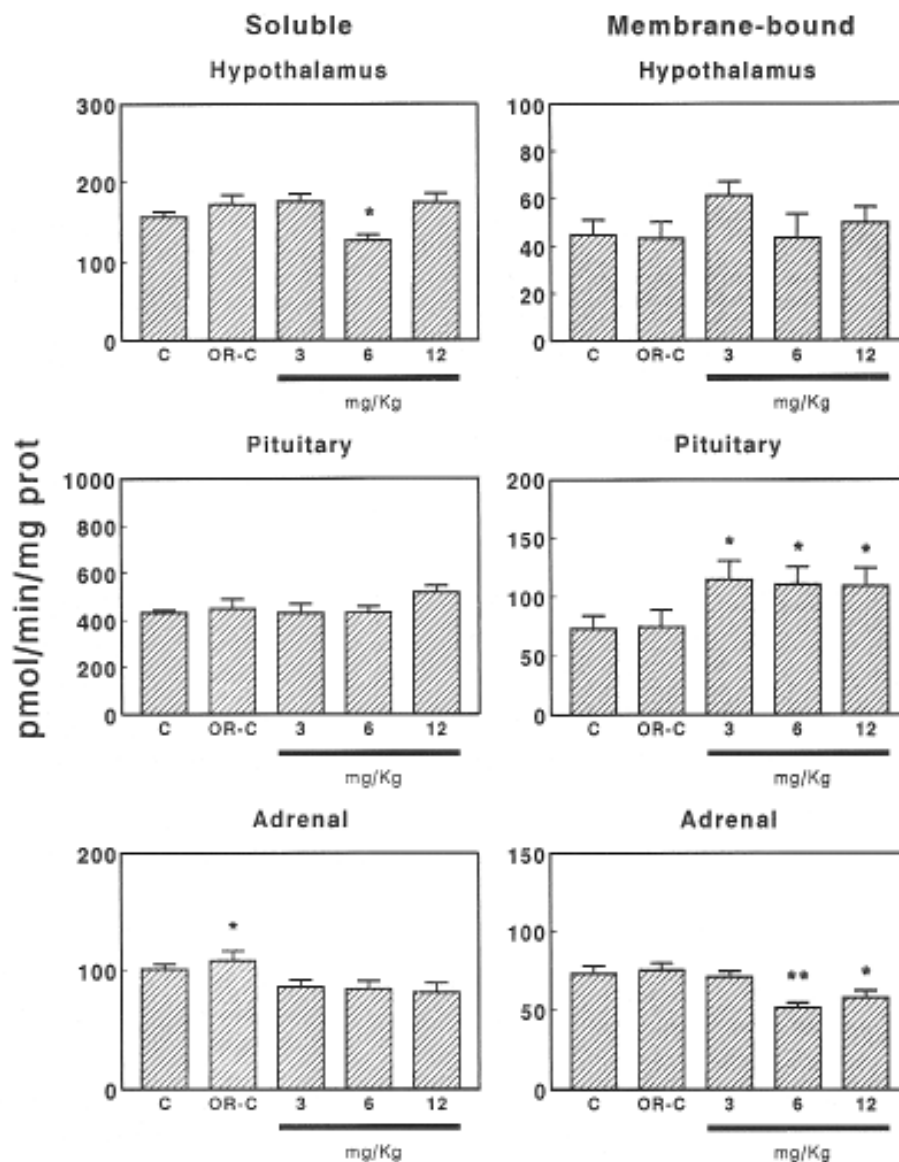 Soluble
Membrane-bound
Hypothalamus
Hypothalamus
300
200
100
0
*
C OR-C 3 6 12
mg/Kg
100
80
60
40
20
0
C OR-C 3 6 12
mg/Kg
pmol/min/mg prot
Pituitary
Pituitary
1000
800
600
400
200
0
C OR-C 3 6 12
mg/Kg
200
150
100
50
0
* * *
C OR-C 3 6 12
mg/Kg
Adrenal
Adrenal
200
100
0
*
C OR-C 3 6 12
mg/Kg
150
100
50
0
** *
C OR-C 3 6 12
mg/Kg